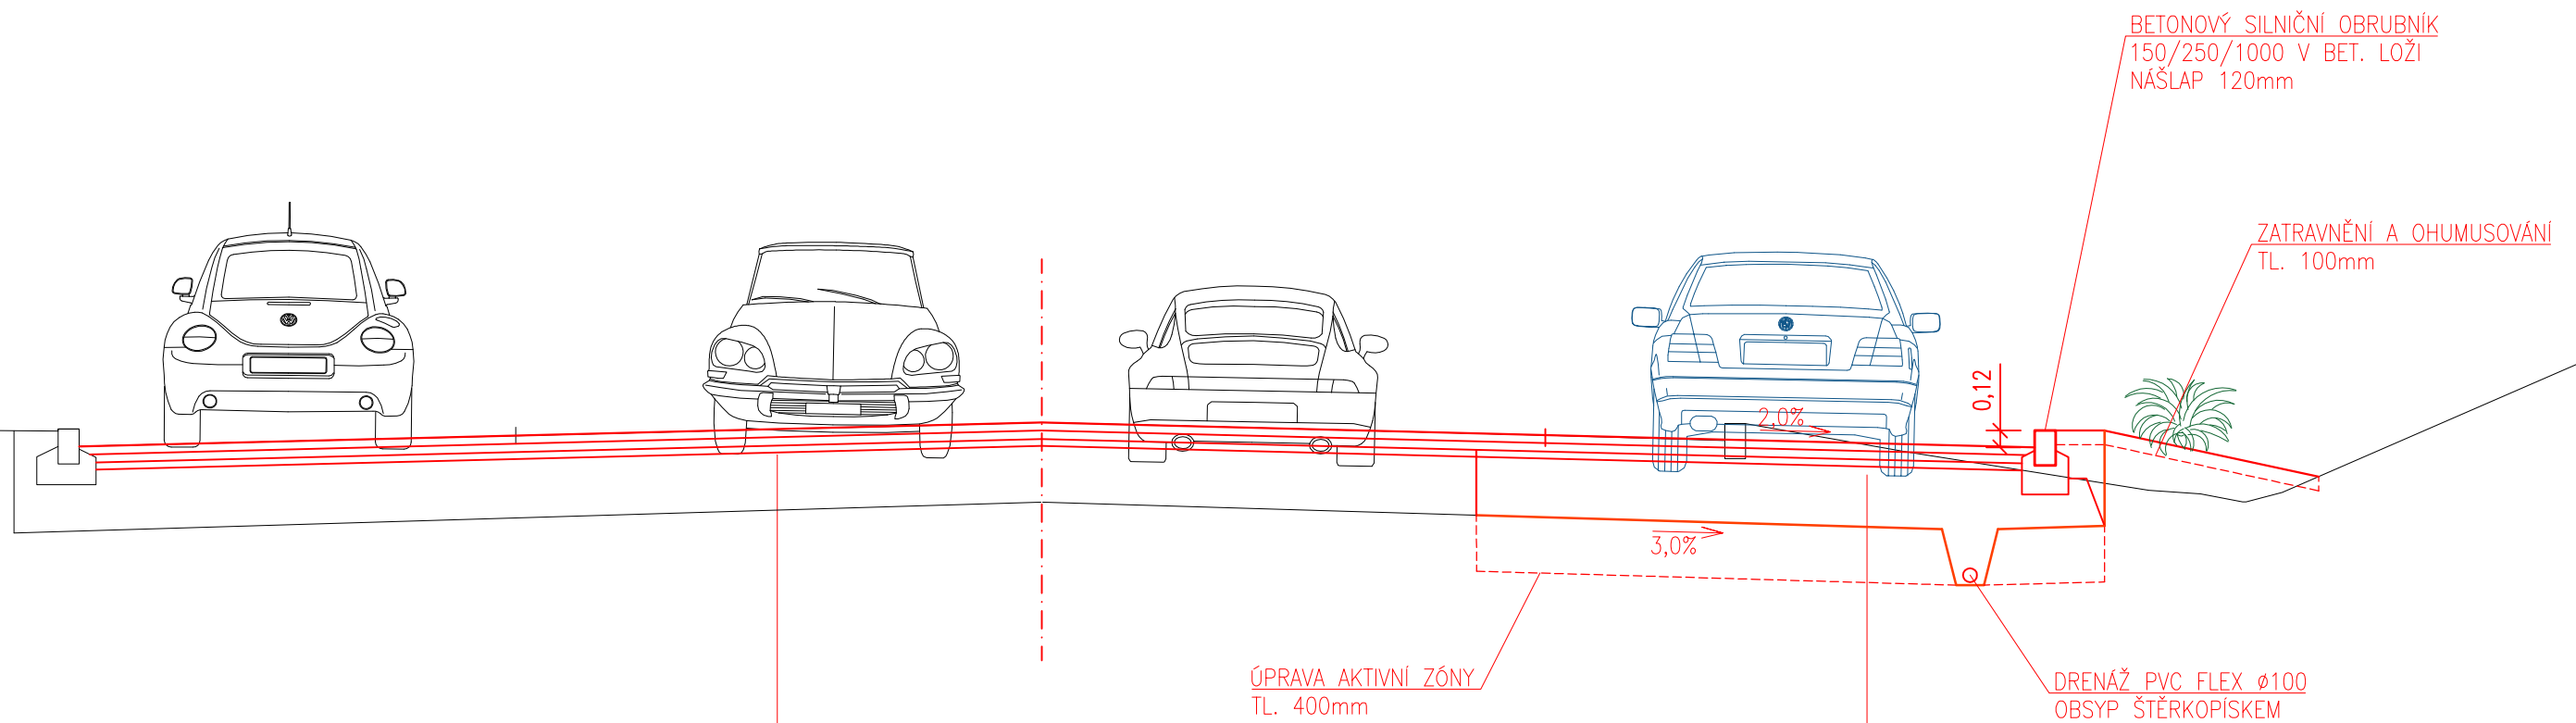 BETONOVÝ SILNIČNÍ OBRUBNÍK
150/250/1000 V BET. LOŽI
NÁŠLAP 120mm
ZATRAVNĚNÍ A OHUMUSOVÁNÍ
TL. 100mm
0,12
2,0%
3,0%
ÚPRAVA AKTIVNÍ ZÓNY
TL. 400mm
DRENÁŽ PVC FLEX ø100
OBSYP ŠTĚRKOPÍSKEM